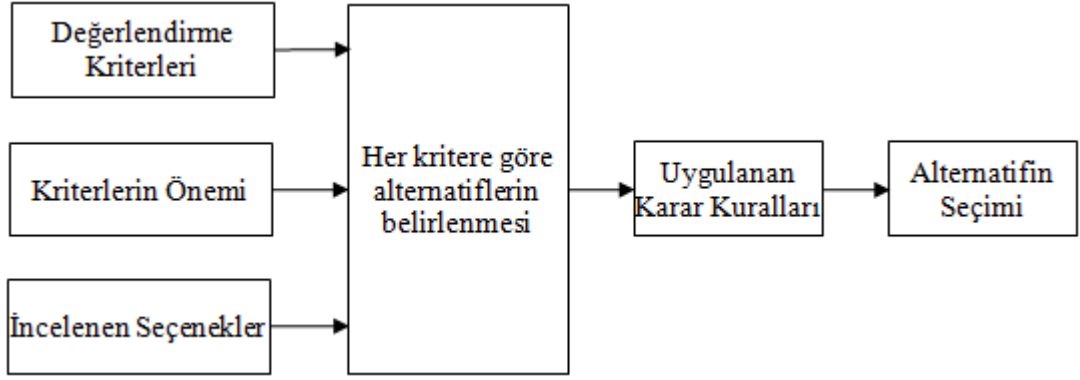 Değerlendirme
Kriterleri
Kriterlerin Önemi
İncelenen Seçenekler
Her kritere göre
alternatiflerin
belirlenmesi
Uygulanan
Karar Kuralları
Alternatifin
Seçimi